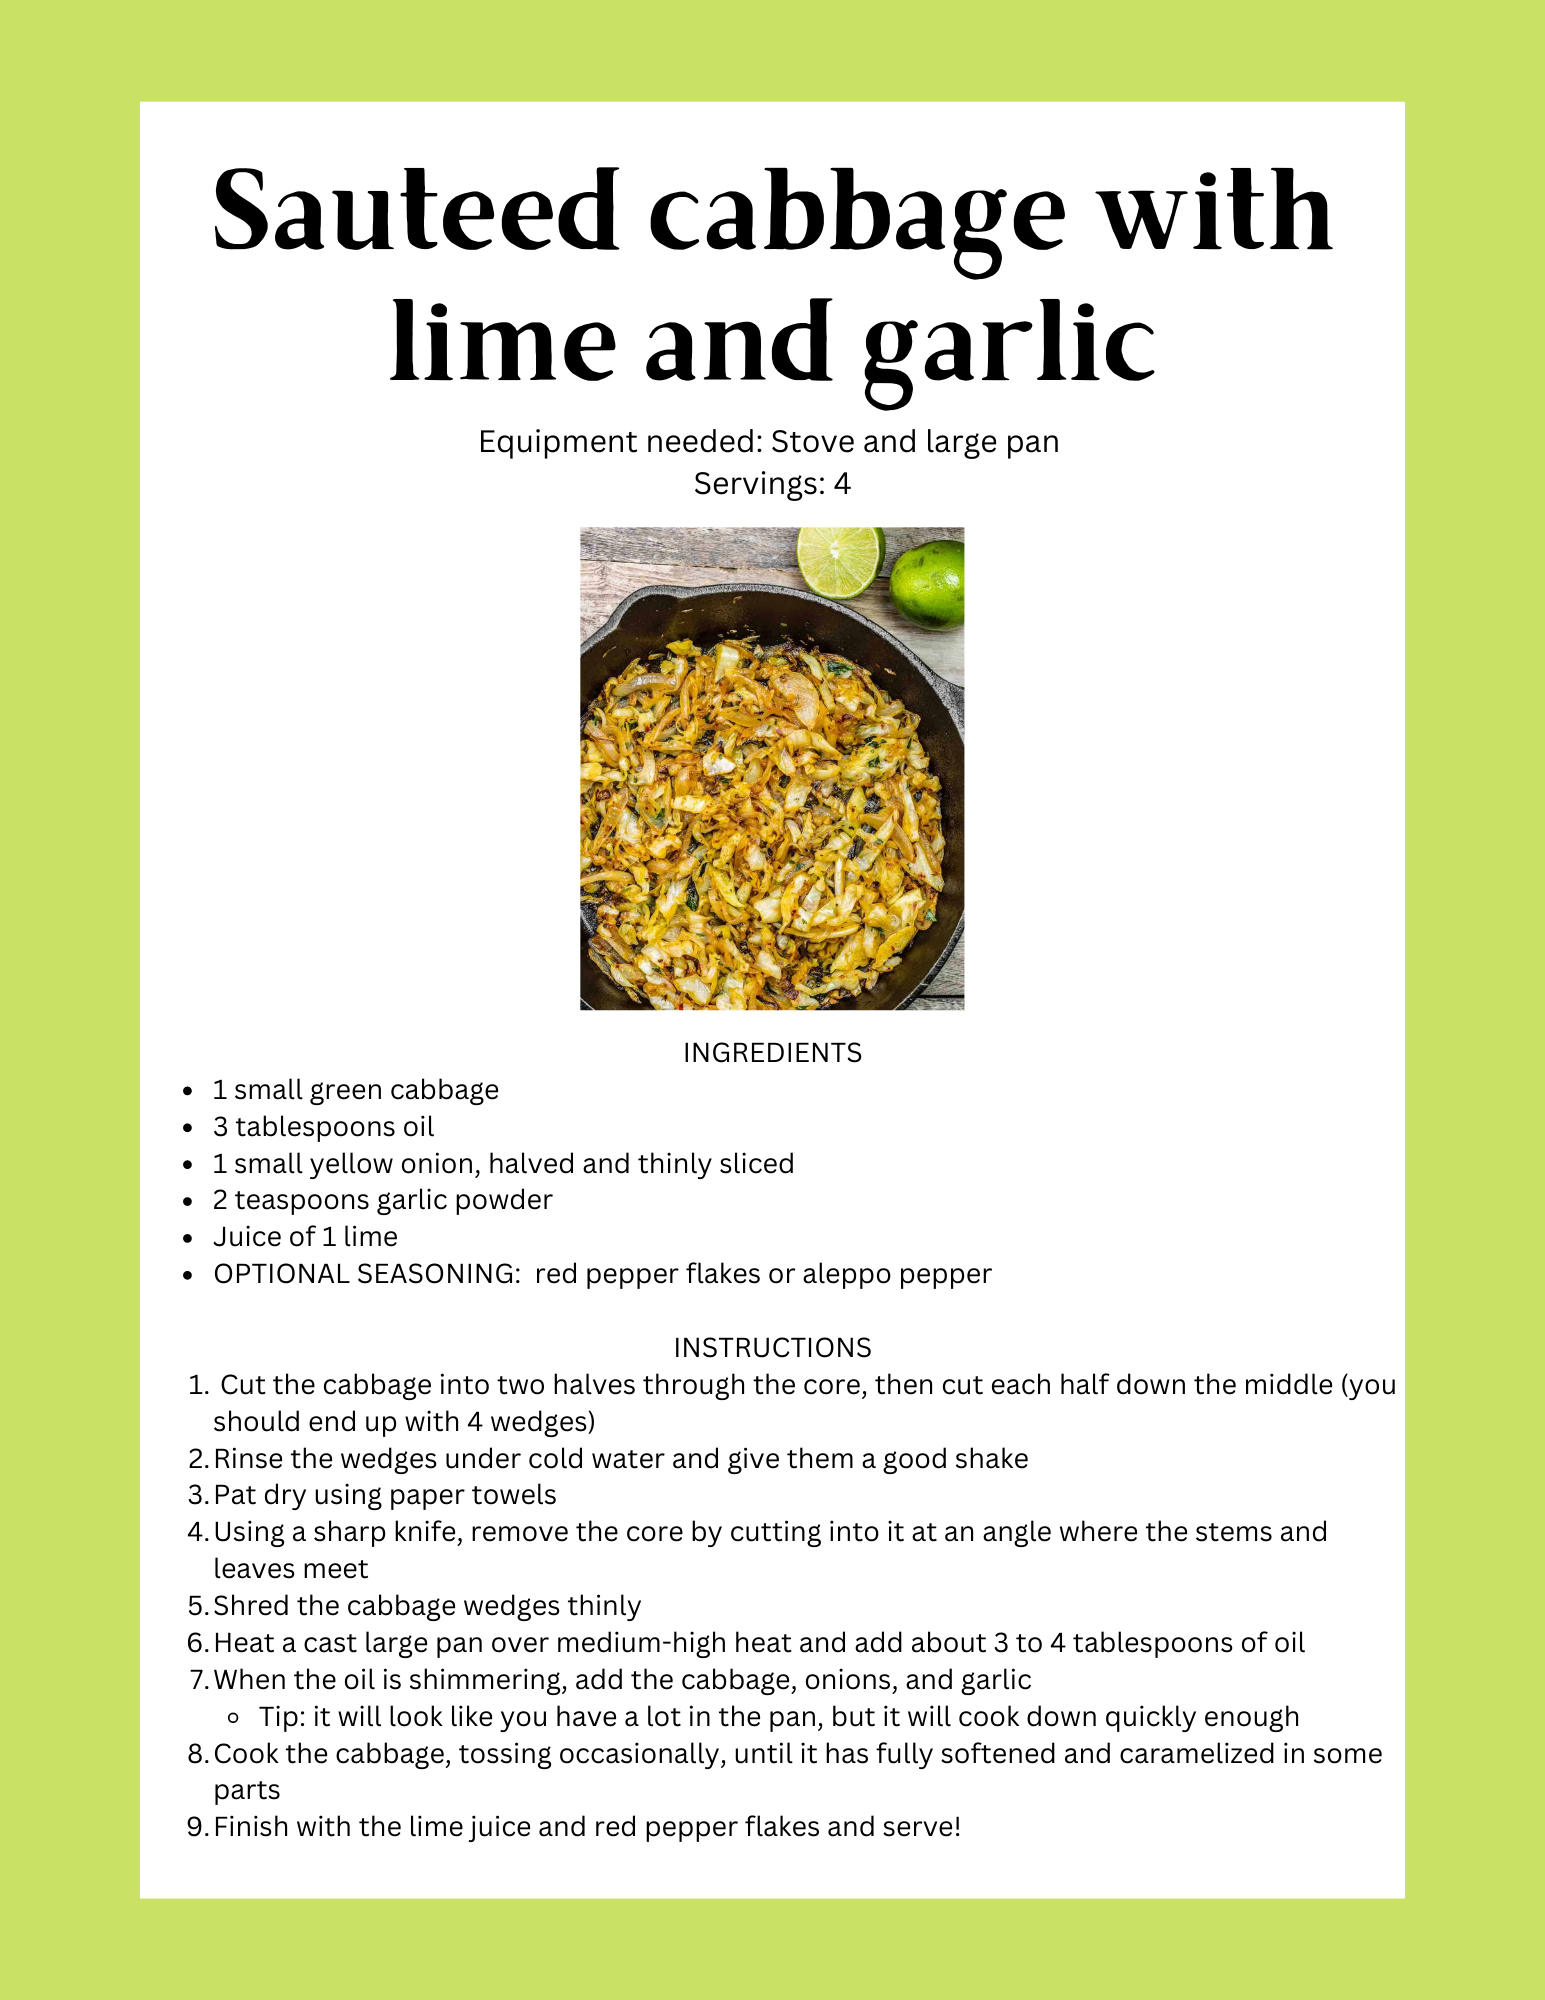 Sauteed cabbage with
lime and garlic
Equipment needed: Stove and large pan
Servings: 4
INGREDIENTS
• 1 small green cabbage
• 3 tablespoons oil
• 1 small yellow onion, halved and thinly sliced
• 2 teaspoons garlic powder
• Juice of 1 lime
• OPTIONAL SEASONING:  red pepper flakes or aleppo pepper
INSTRUCTIONS
1. Cut the cabbage into two halves through the core, then cut each half down the middle (you
should end up with 4 wedges)
2. Rinse the wedges under cold water and give them a good shake
3. Pat dry using paper towels
4. Using a sharp knife, remove the core by cutting into it at an angle where the stems and
leaves meet
5. Shred the cabbage wedges thinly
6. Heat a cast large pan over medium-high heat and add about 3 to 4 tablespoons of oil
7. When the oil is shimmering, add the cabbage, onions, and garlic
◦ Tip: it will look like you have a lot in the pan, but it will cook down quickly enough
8. Cook the cabbage, tossing occasionally, until it has fully softened and caramelized in some
parts
9. Finish with the lime juice and red pepper flakes and serve!